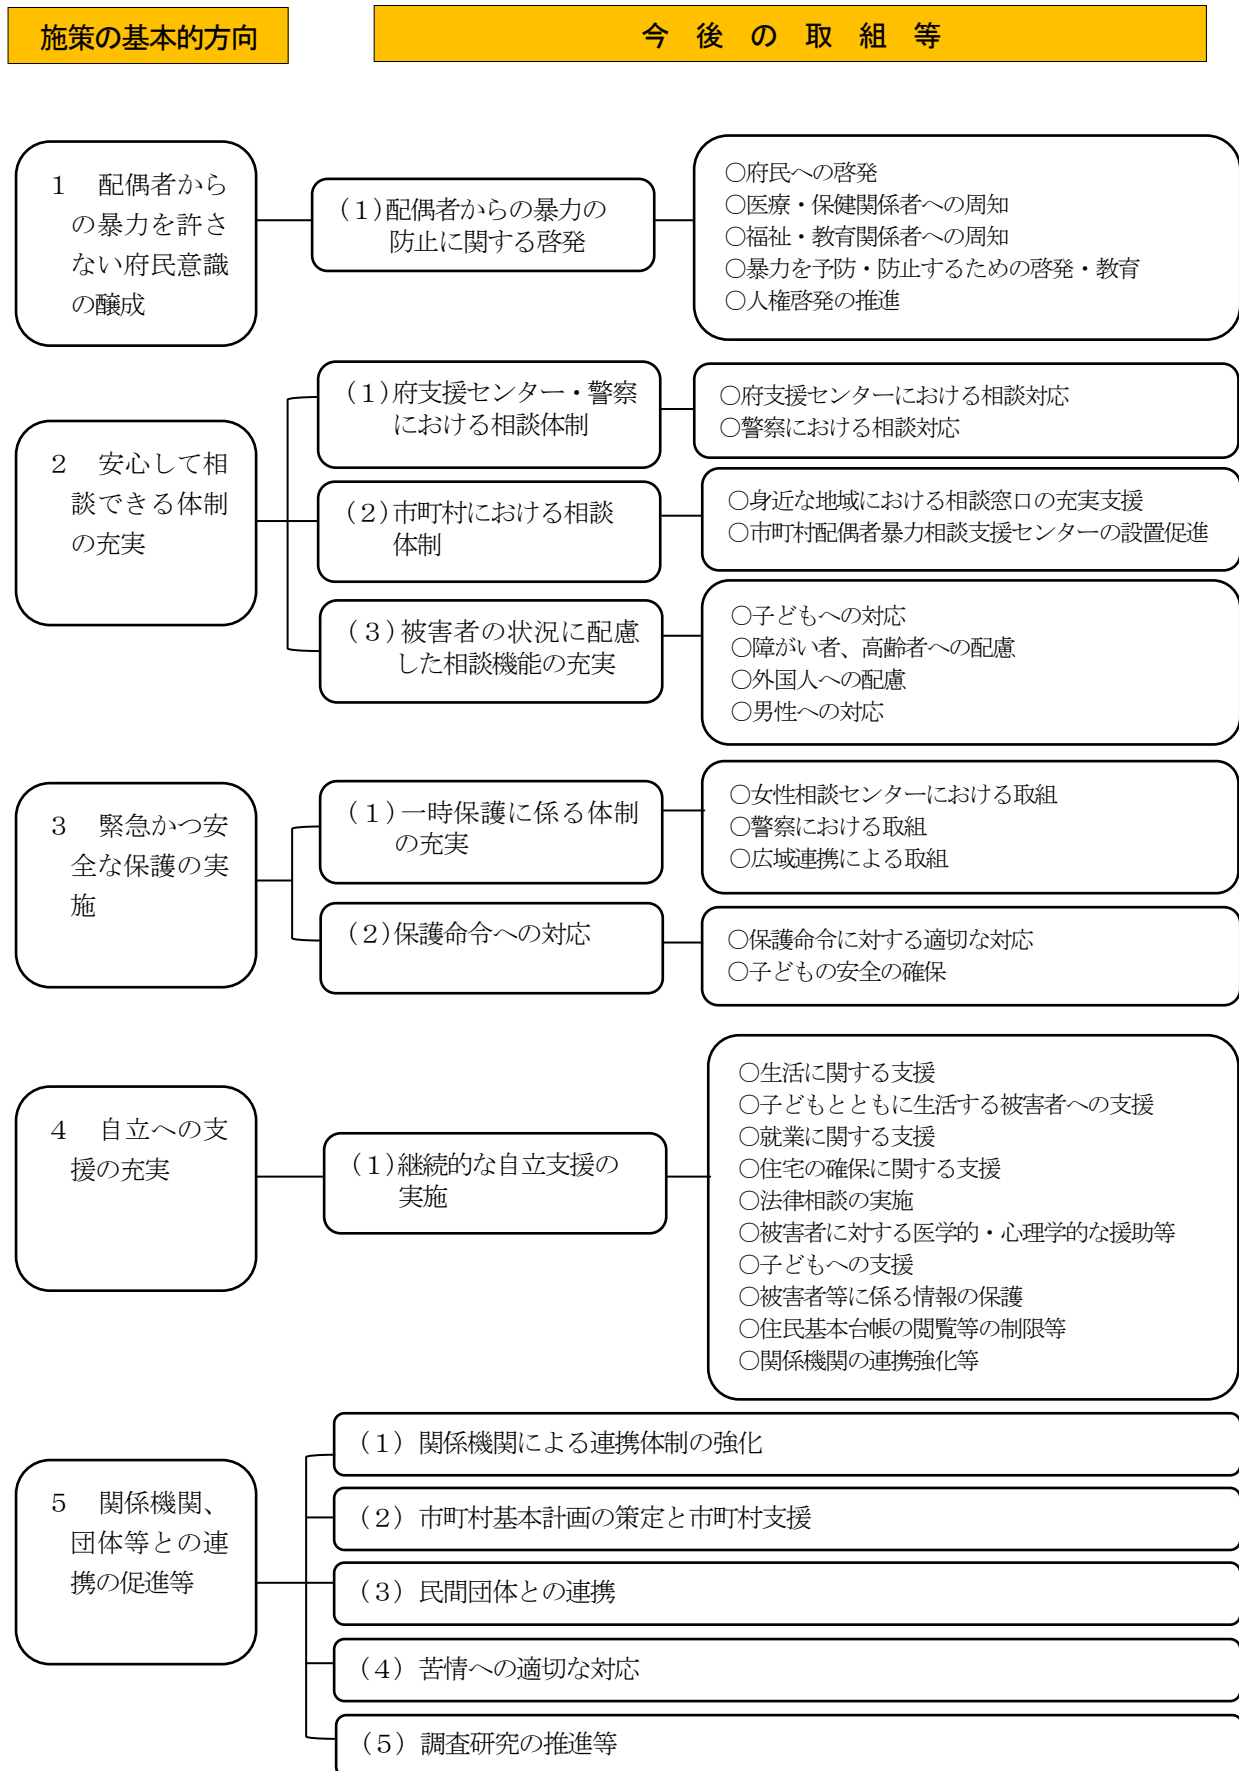 施策の基本的方向
今後の取組等
１　配偶者から
の暴力を許さ
ない府民意識
の醸成
（１）配偶者からの暴力の
防止に関する啓発
○府民への啓発
○医療・保健関係者への周知
○福祉・教育関係者への周知
○暴力を予防・防止するための啓発・教育
○人権啓発の推進
２　安心して相
談できる体制
の充実
（１）府支援センター・警察
における相談体制
○府支援センターにおける相談対応
○警察における相談対応
（２）市町村における相談
体制
○身近な地域における相談窓口の充実支援
○市町村配偶者暴力相談支援センターの設置促進
（３）被害者の状況に配慮
した相談機能の充実
○子どもへの対応
○障がい者、高齢者への配慮
○外国人への配慮
○男性への対応
３　緊急かつ安
全な保護の実
施
（１）一時保護に係る体制
の充実
○女性相談センターにおける取組
○警察における取組
○広域連携による取組
（２）保護命令への対応
○保護命令に対する適切な対応
○子どもの安全の確保
４　自立への支
援の充実
（１）継続的な自立支援の
実施
○生活に関する支援
○子どもとともに生活する被害者への支援
○就業に関する支援
○住宅の確保に関する支援
○法律相談の実施
○被害者に対する医学的・心理学的な援助等
○子どもへの支援
○被害者等に係る情報の保護
○住民基本台帳の閲覧等の制限等
○関係機関の連携強化等
５　関係機関、
団体等との連
携の促進等
（１）関係機関による連携体制の強化
（２）市町村基本計画の策定と市町村支援
（３）民間団体との連携
（４）苦情への適切な対応
（５）調査研究の推進等